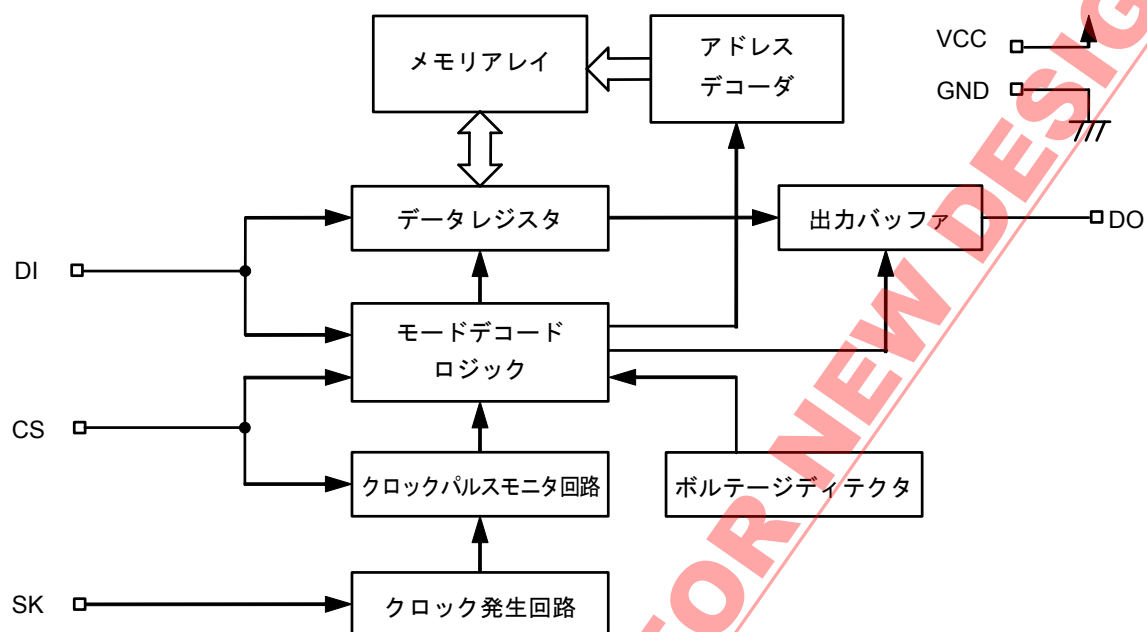 メモリアレイ
アドレス
デコーダ
VCC
GND
データレジスタ
出力バッファ
DO
DI
モードデコード
ロジック
CS
クロックパルスモニタ回路
ボルテージディテクタ
SK
クロック発生回路
FOR NEW DESIG